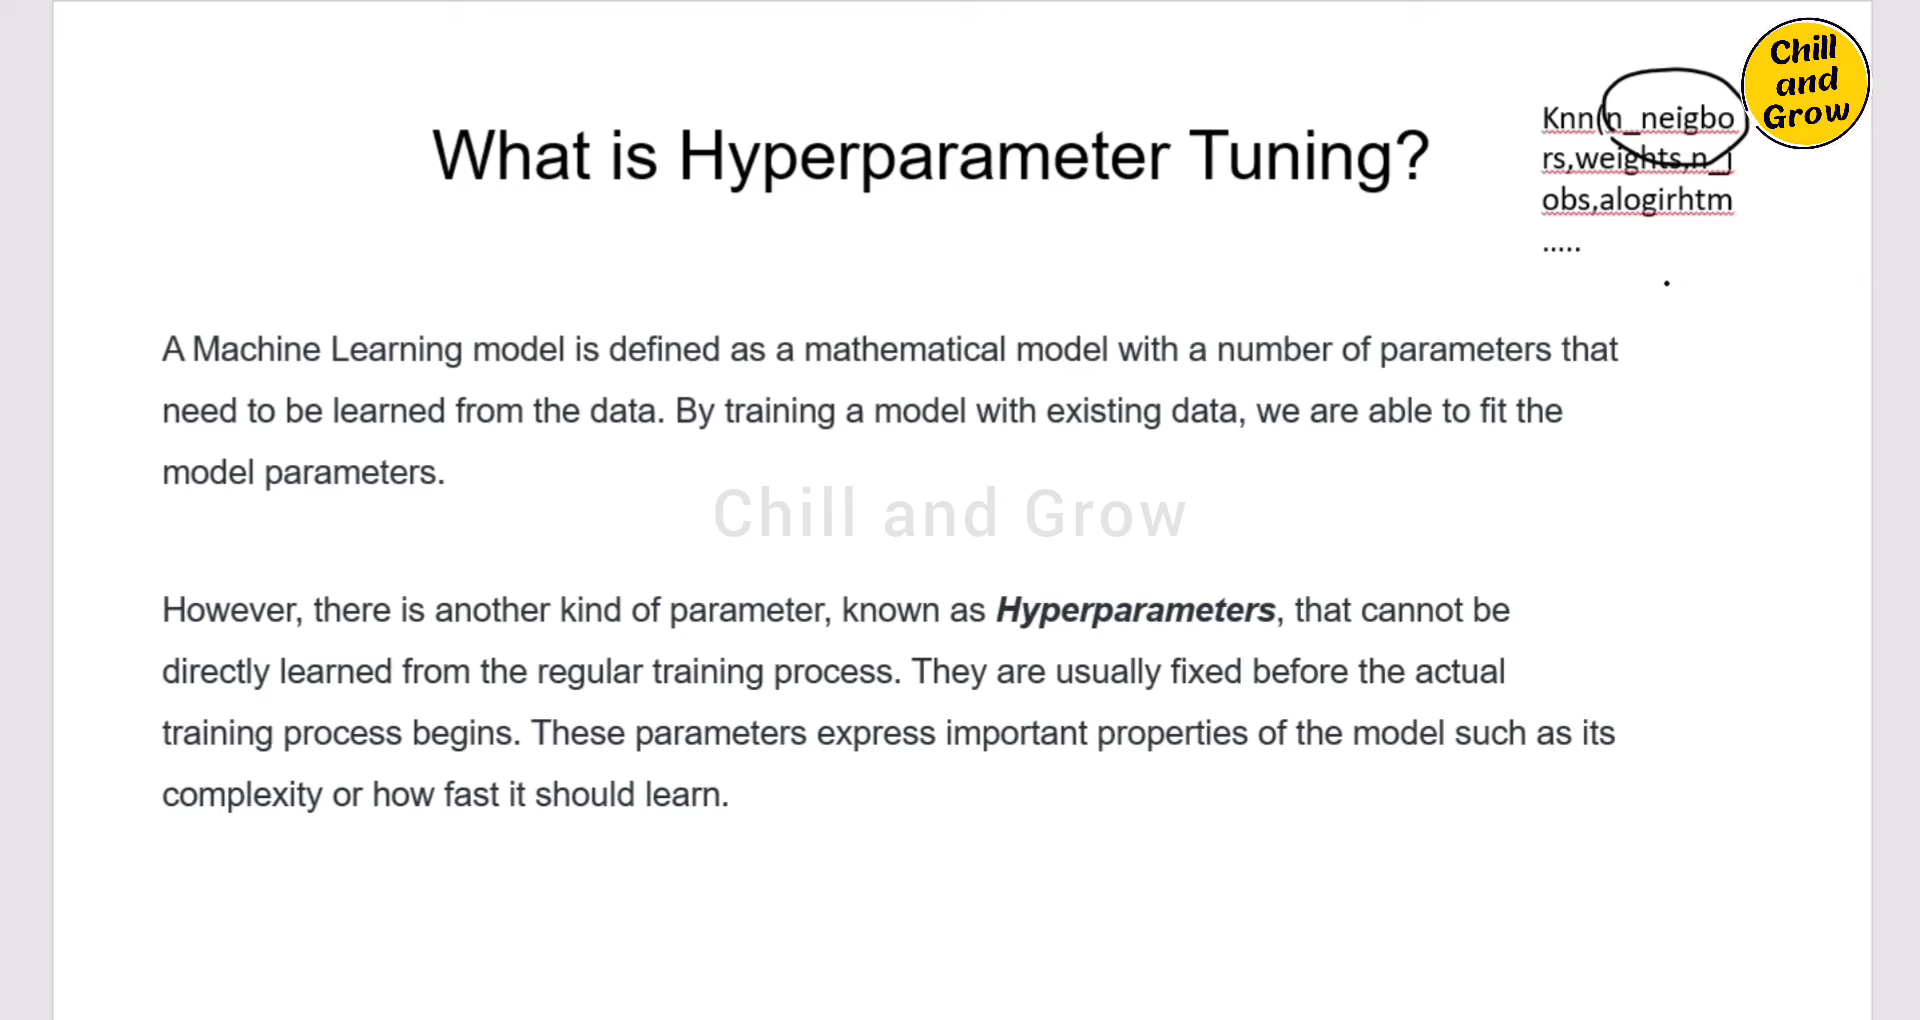 What is Hyperparameter Tuning?
Knn(n_neigbo
rs,weights,n_j
obs,alogirhtm
.....
Chill
and
Grow
A Machine Learning model is defined as a mathematical model with a number of parameters that
need to be learned from the data. By training a model with existing data, we are able to fit the
model parameters.
Chill and Grow
However, there is another kind of parameter, known as Hyperparameters, that cannot be
directly learned from the regular training process. They are usually fixed before the actual
training process begins. These parameters express important properties of the model such as its
complexity or how fast it should learn.